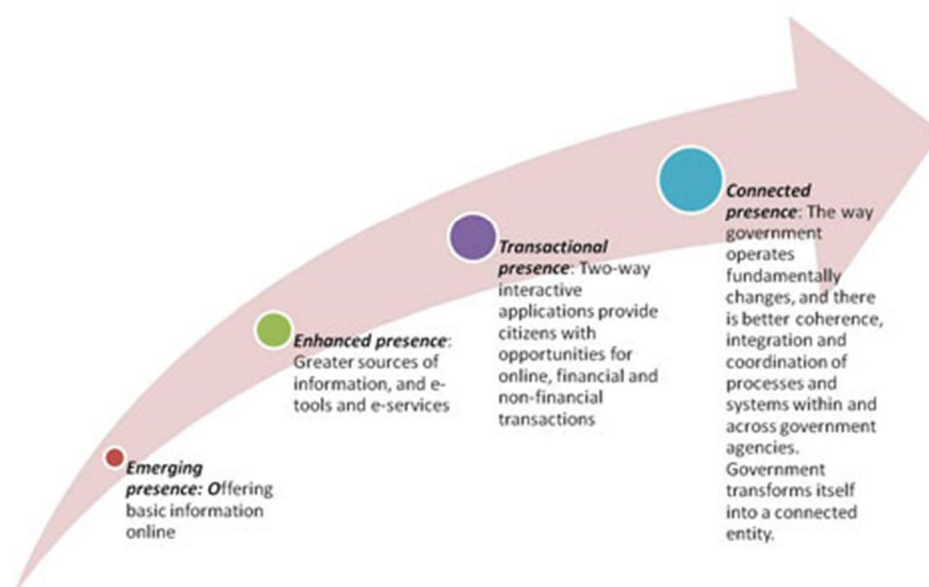 Emerging
presence: Offering
basic information
online
Enhanced presence:
Greater sources of
information, and e-
tools and e-services
Transactional
presence: Two-way
interactive
applications provide
citizens with
opportunities for
online, financial and
non-financial
transactions
Connected
presence: The way
government
operates
fundamentally
changes, and there
is better coherence,
integration and
coordination of
processes and
systems within and
across government
agencies.
Government
transforms itself
into a connected
entity.